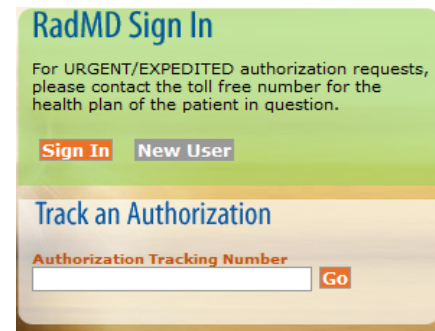 RadMD Sign In
For URGENT/EXPEDITED authorization requests,
please contact the toll free number for the
health plan of the patient in question.
Sign In New User
Track an Authorization
Authorization Tracking Number
Go